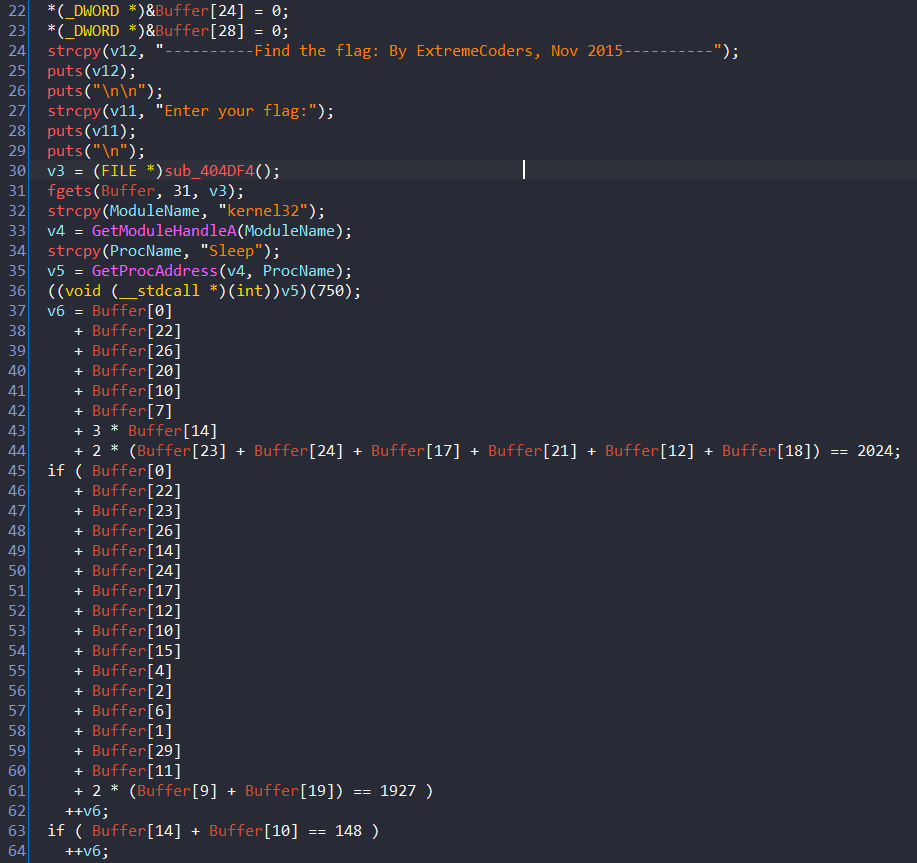 22 *(_DWORD *)&Buffer[24] = 0;
23 *(_DWORD *)&Buffer[28] = 0;
24 strcpy(v12, "----------Find the flag: By ExtremeCoders, Nov 2015----------");
25 puts(v12);
26 puts("\n\n");
27 strcpy(v11, "Enter your flag:");
28 puts(v11);
29 puts("\n");
30 v3 = (FILE *)sub_404DF4();
31 fgets(Buffer, 31, v3);
32 strcpy(ModuleName, "kernel32");
33 v4 = GetModuleHandleA(ModuleName);
34 strcpy(ProcName, "Sleep");
35 v5 = GetProcAddress(v4, ProcName);
36 ((void (__stdcall *)(int))v5)(750);
37 v6 = Buffer[0]
38 + Buffer[22]
39 + Buffer[26]
40 + Buffer[20]
41 + Buffer[10]
42 + Buffer[7]
43 + 3 * Buffer[14]
44 + 2 * (Buffer[23] + Buffer[24] + Buffer[17] + Buffer[21] + Buffer[12] + Buffer[18]) == 2024;
45 if ( Buffer[0]
46 + Buffer[22]
47 + Buffer[23]
48 + Buffer[26]
49 + Buffer[14]
50 + Buffer[24]
51 + Buffer[17]
52 + Buffer[12]
53 + Buffer[10]
54 + Buffer[15]
55 + Buffer[4]
56 + Buffer[2]
57 + Buffer[6]
58 + Buffer[1]
59 + Buffer[29]
60 + Buffer[11]
61 + 2 * (Buffer[9] + Buffer[19]) == 1927 )
62 ++v6;
63 if ( Buffer[14] + Buffer[10] == 148 )
64 ++v6;